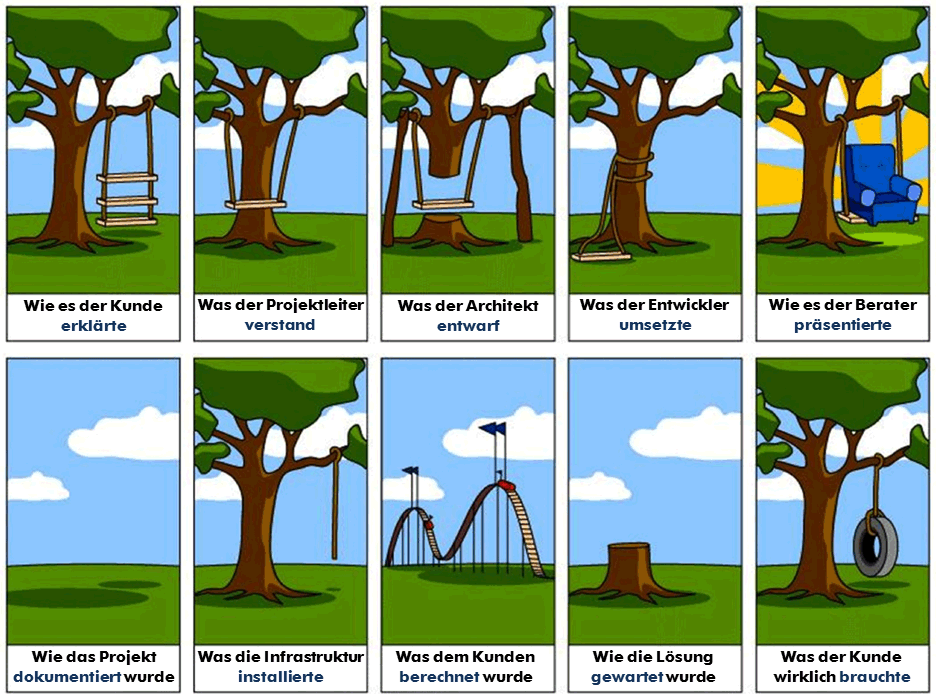 Wie es der Kunde
erklärte
Was der Projektleiter
verstand
Was der Architekt
entwarf
Was der Entwickler
umsetzte
Wie es der Berater
präsentierte
Wie das Projekt
dokumentiert wurde
Was die Infrastruktur
installierte
Was dem Kunden
berechnet wurde
Wie die Lösung
gewartet wurde
Was der Kunde
wirklich brauchte